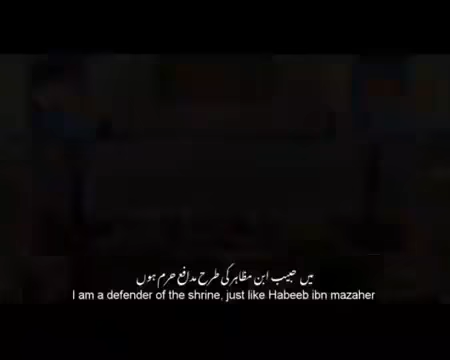 میں حبیب ابن مظاہر کی طرح مدافع حرم ہوں
I am a defender of the shrine, just like Habeeb ibn mazaher